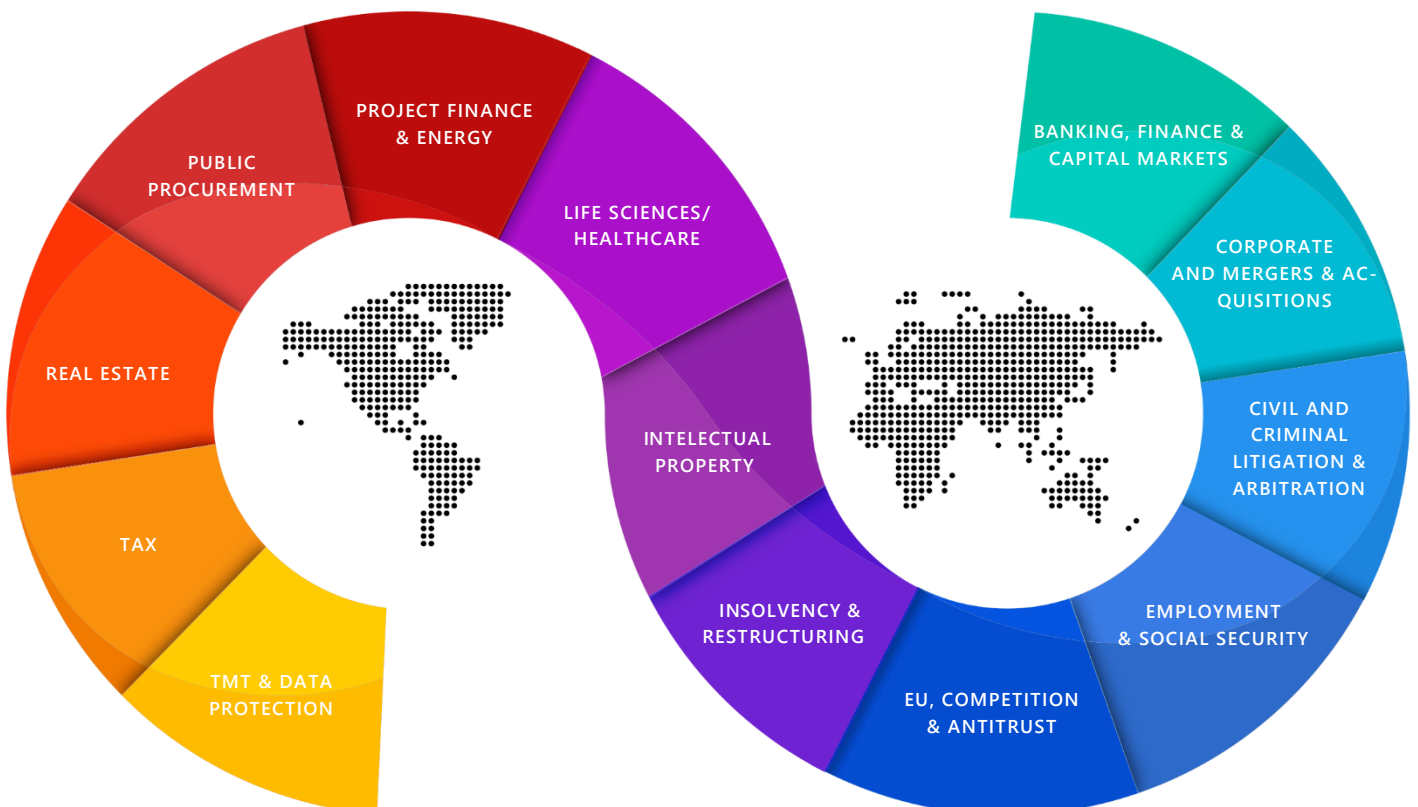 BANKING, FINANCE &
CAPITAL MARKETS
CORPORATE
AND MERGERS & AC-
QUISITIONS
CIVIL AND
CRIMINAL
LITIGATION &
ARBITRATION
EMPLOYMENT
& SOCIAL SECURITY
EU, COMPETITION
& ANTITRUST
INSOLVENCY &
RESTRUCTURING
INTELECTUAL
PROPERTY
LIFE SCIENCES/
HEALTHCARE
PROJECT FINANCE
& ENERGY
PUBLIC
PROCUREMENT
REAL ESTATE
TAX
TMT & DATA
PROTECTION